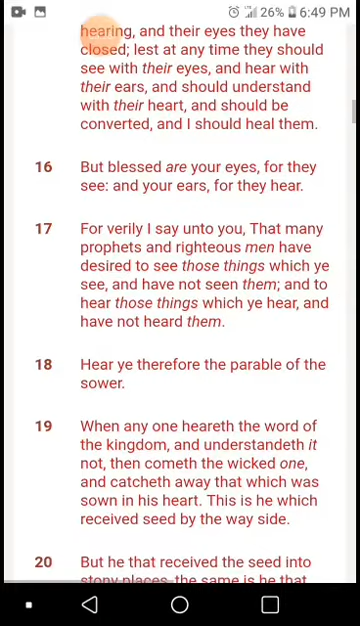 26% 6:49 PM
hearing, and their eyes they have
closed; lest at any time they should
see with their eyes, and hear with
their ears, and should understand
with their heart, and should be
converted, and I should heal them.
16 But blessed are your eyes, for they
see: and your ears, for they hear.
17 For verily I say unto you, That many
prophets and righteous men have
desired to see those things which ye
see, and have not seen them; and to
hear those things which ye hear, and
have not heard them.
18 Hear ye therefore the parable of the
sower.
19 When any one heareth the word of
the kingdom, and understandeth it
not, then cometh the wicked one,
and catcheth away that which was
sown in his heart. This is he which
received seed by the way side.
20 But he that received the seed into
stony places, the same is he that